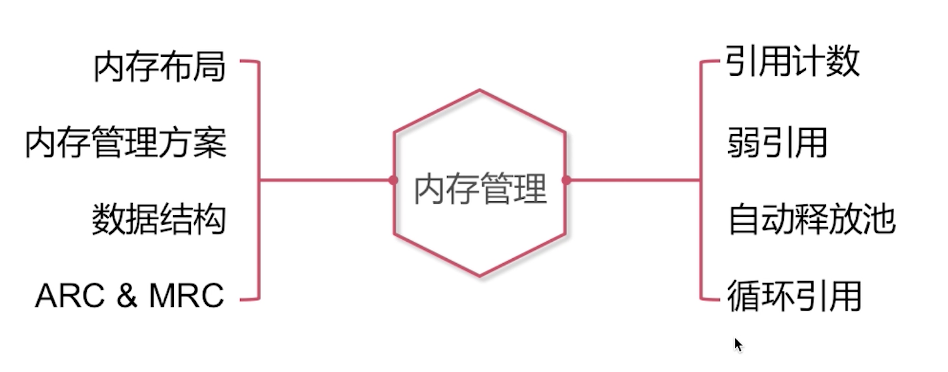 内存布局
内存管理方案
数据结构
ARC & MRC
内存管理
引用计数
弱引用
自动释放池
循环引用